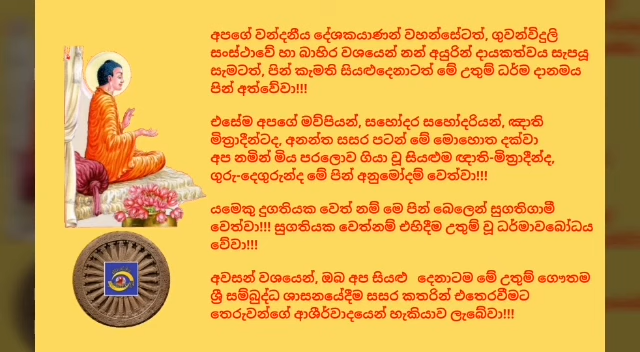 අපගේ වන්දනීය දේශකයාණන් වහන්සේටත්, ගුවන්විදුලි
සංස්ථාවේ හා බාහිර වශයෙන් නන් අයුරින් දායකත්වය සැපයූ
සැමටත්, පින් කැමති සියළුදෙනාටත් මේ උතුම් ධර්ම දානමය
පින් අත්වේවා!!!
එසේම අපගේ මව්පියන්, සහෝදර සහෝදරියන්, ඤාති
මිත්‍රාදීන්ටද, අනන්ත සසර පටන් මේ මොහොත දක්වා
අප නමින් මිය පරලොව ගියා වූ සියළුම ඥාති-මිත්‍රාදීන්ද,
ගුරු-දෙගුරුන්ද මේ පින් අනුමෝදම් වෙත්වා!!!
යමෙකු දුගතියක වෙත් නම් මෙ පින් බෙලෙන් සුගතිගාමී
වෙත්වා!!! සුගතියක වෙත්නම් එහිදීම උතුම් වූ ධර්මාවබෝධය
වේවා!!!
අවසන් වශයෙන්, ඔබ අප සියළු දෙනාටම මේ උතුම් ගෞතම
ශ්‍රී සම්බුද්ධ ශාසනයේදීම සසර කතරින් එතෙරවීමට
තෙරුවන්ගේ ආශීර්වාදයෙන් හැකියාව ලැබේවා!!!